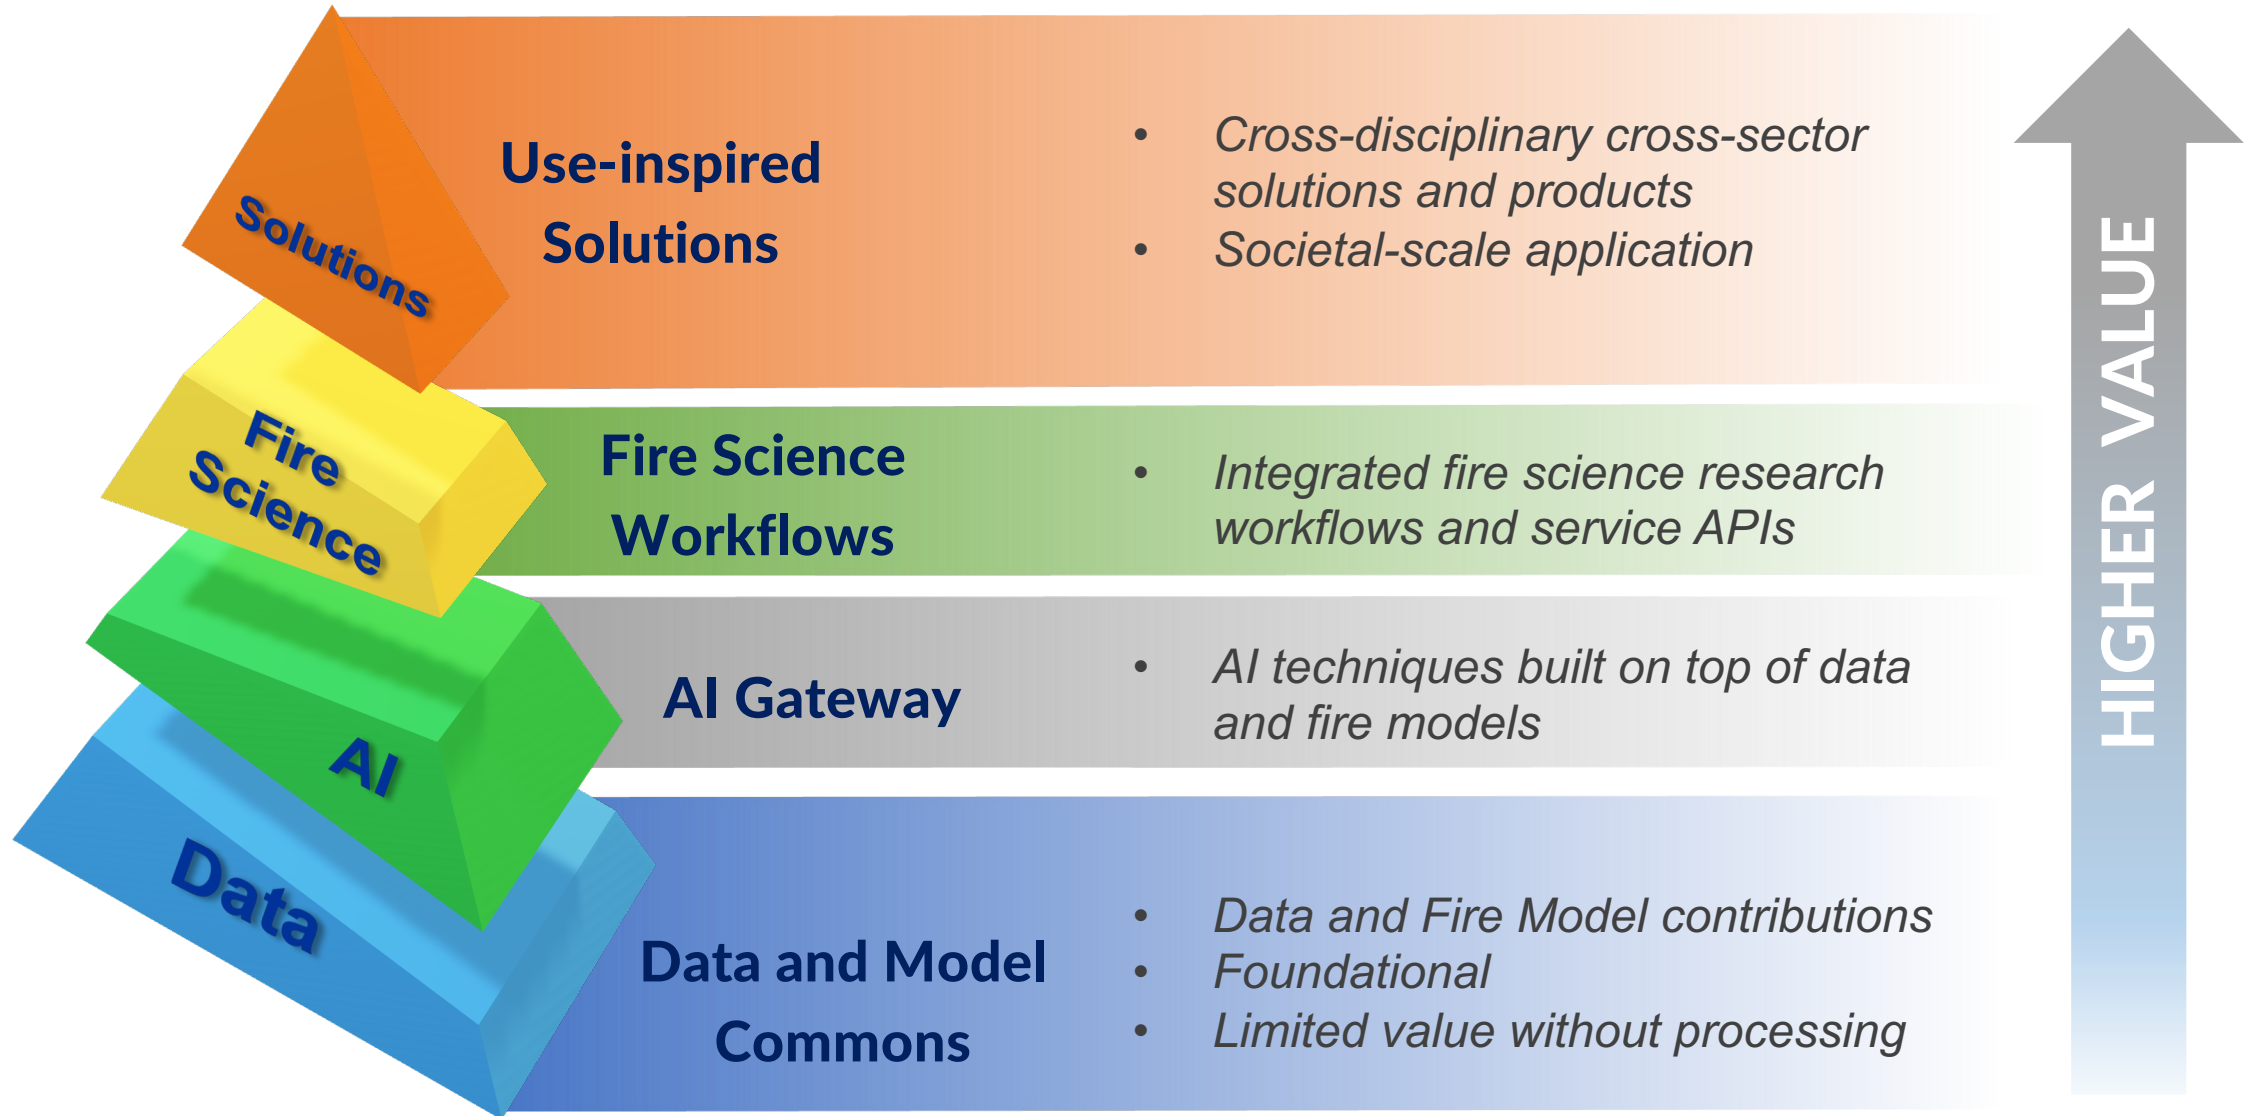 Solutions
Use-inspired
Solutions
• Cross-disciplinary cross-sector
solutions and products
• Societal-scale application
Fire
Science
Fire Science
Workflows
• Integrated fire science research
workflows and service APIs
AI
AI Gateway
• AI techniques built on top of data
and fire models
Data
Data and Model
Commons
• Data and Fire Model contributions
• Foundational
• Limited value without processing
HIGHER VALUE